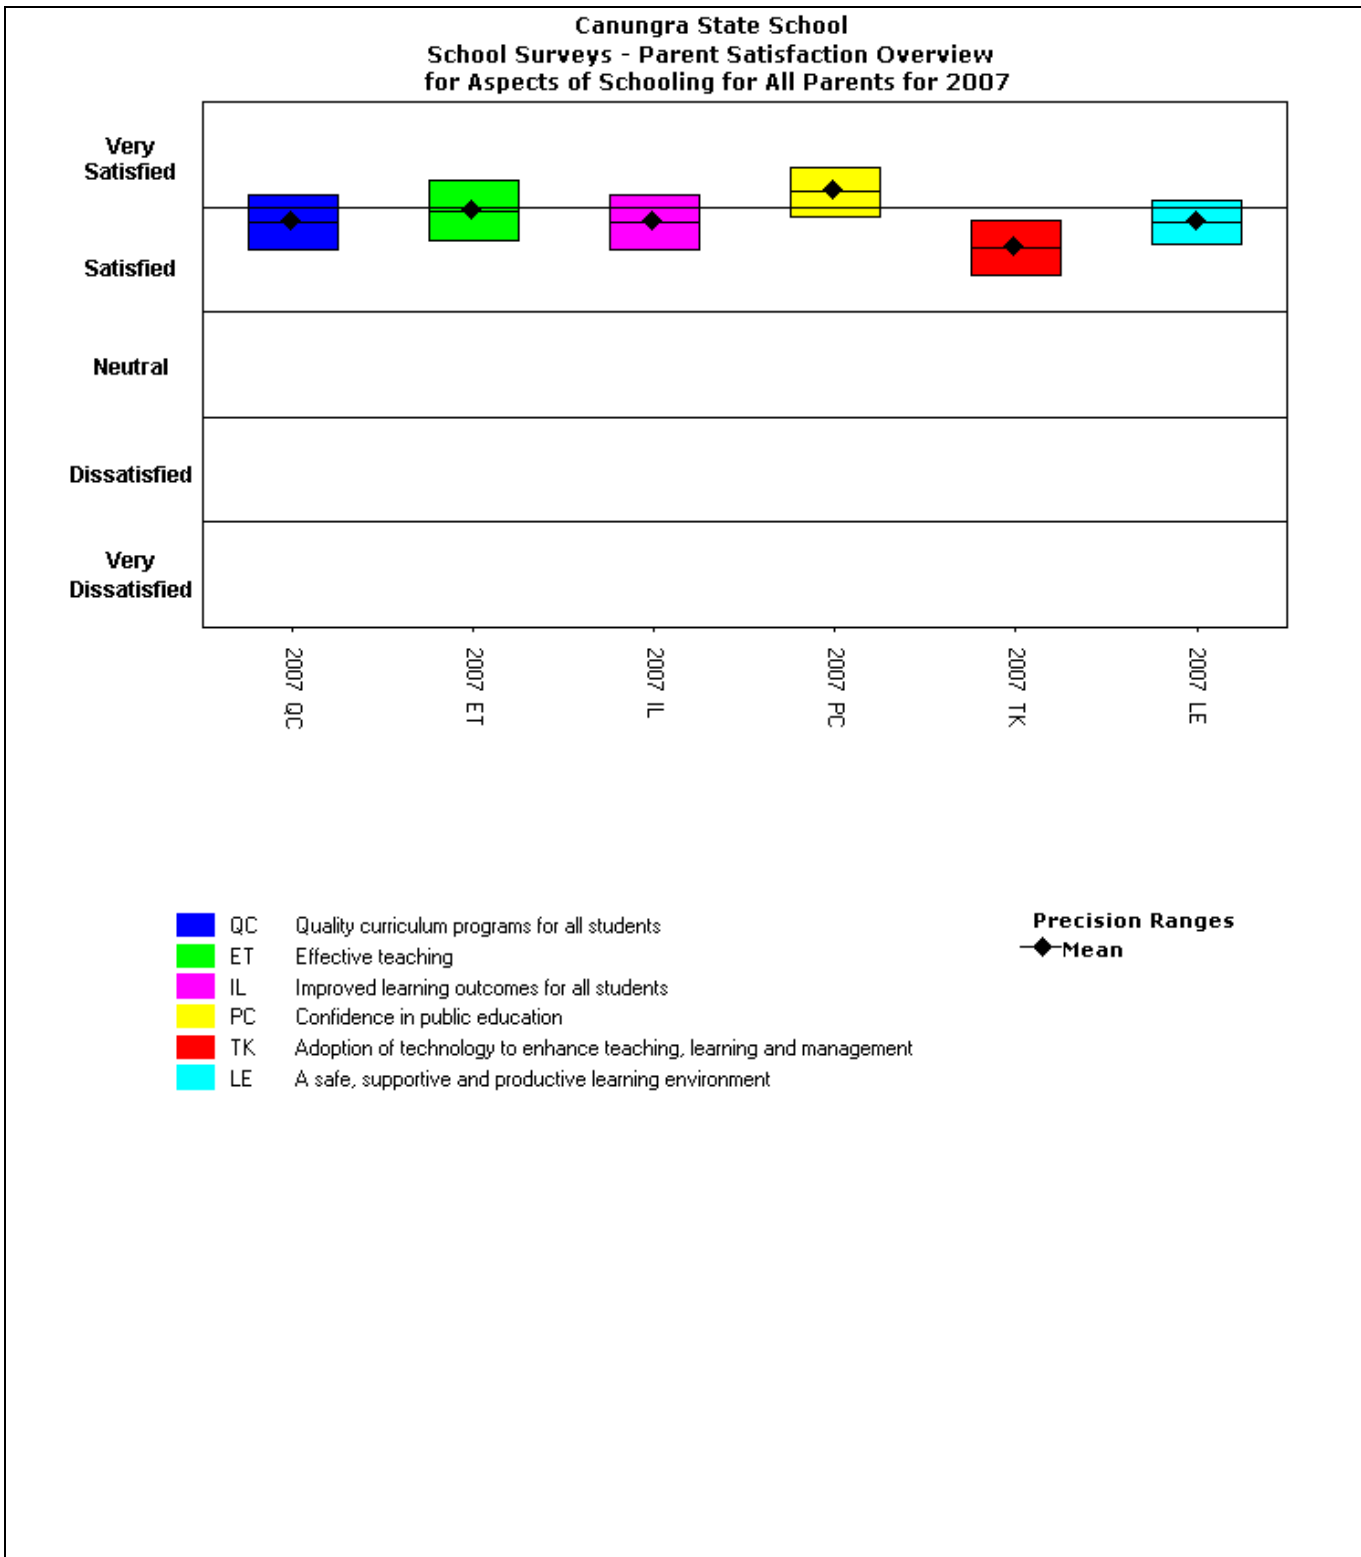 Canungra State School
School Surveys - Parent Satisfaction Overview
for Aspects of Schooling for All Parents for 2007
Very
Satisfied
Satisfied
Neutral
Dissatisfied
Very
Dissatisfied
2007 QC
2007 ET
2007 IL
2007 PC
2007 TK
2007 LE
QC Quality curriculum programs for all students
ET Effective teaching
IL Improved learning outcomes for all students
PC Confidence in public education
TK Adoption of technology to enhance teaching, learning and management
LE A safe, supportive and productive learning environment
Precision Ranges
Mean